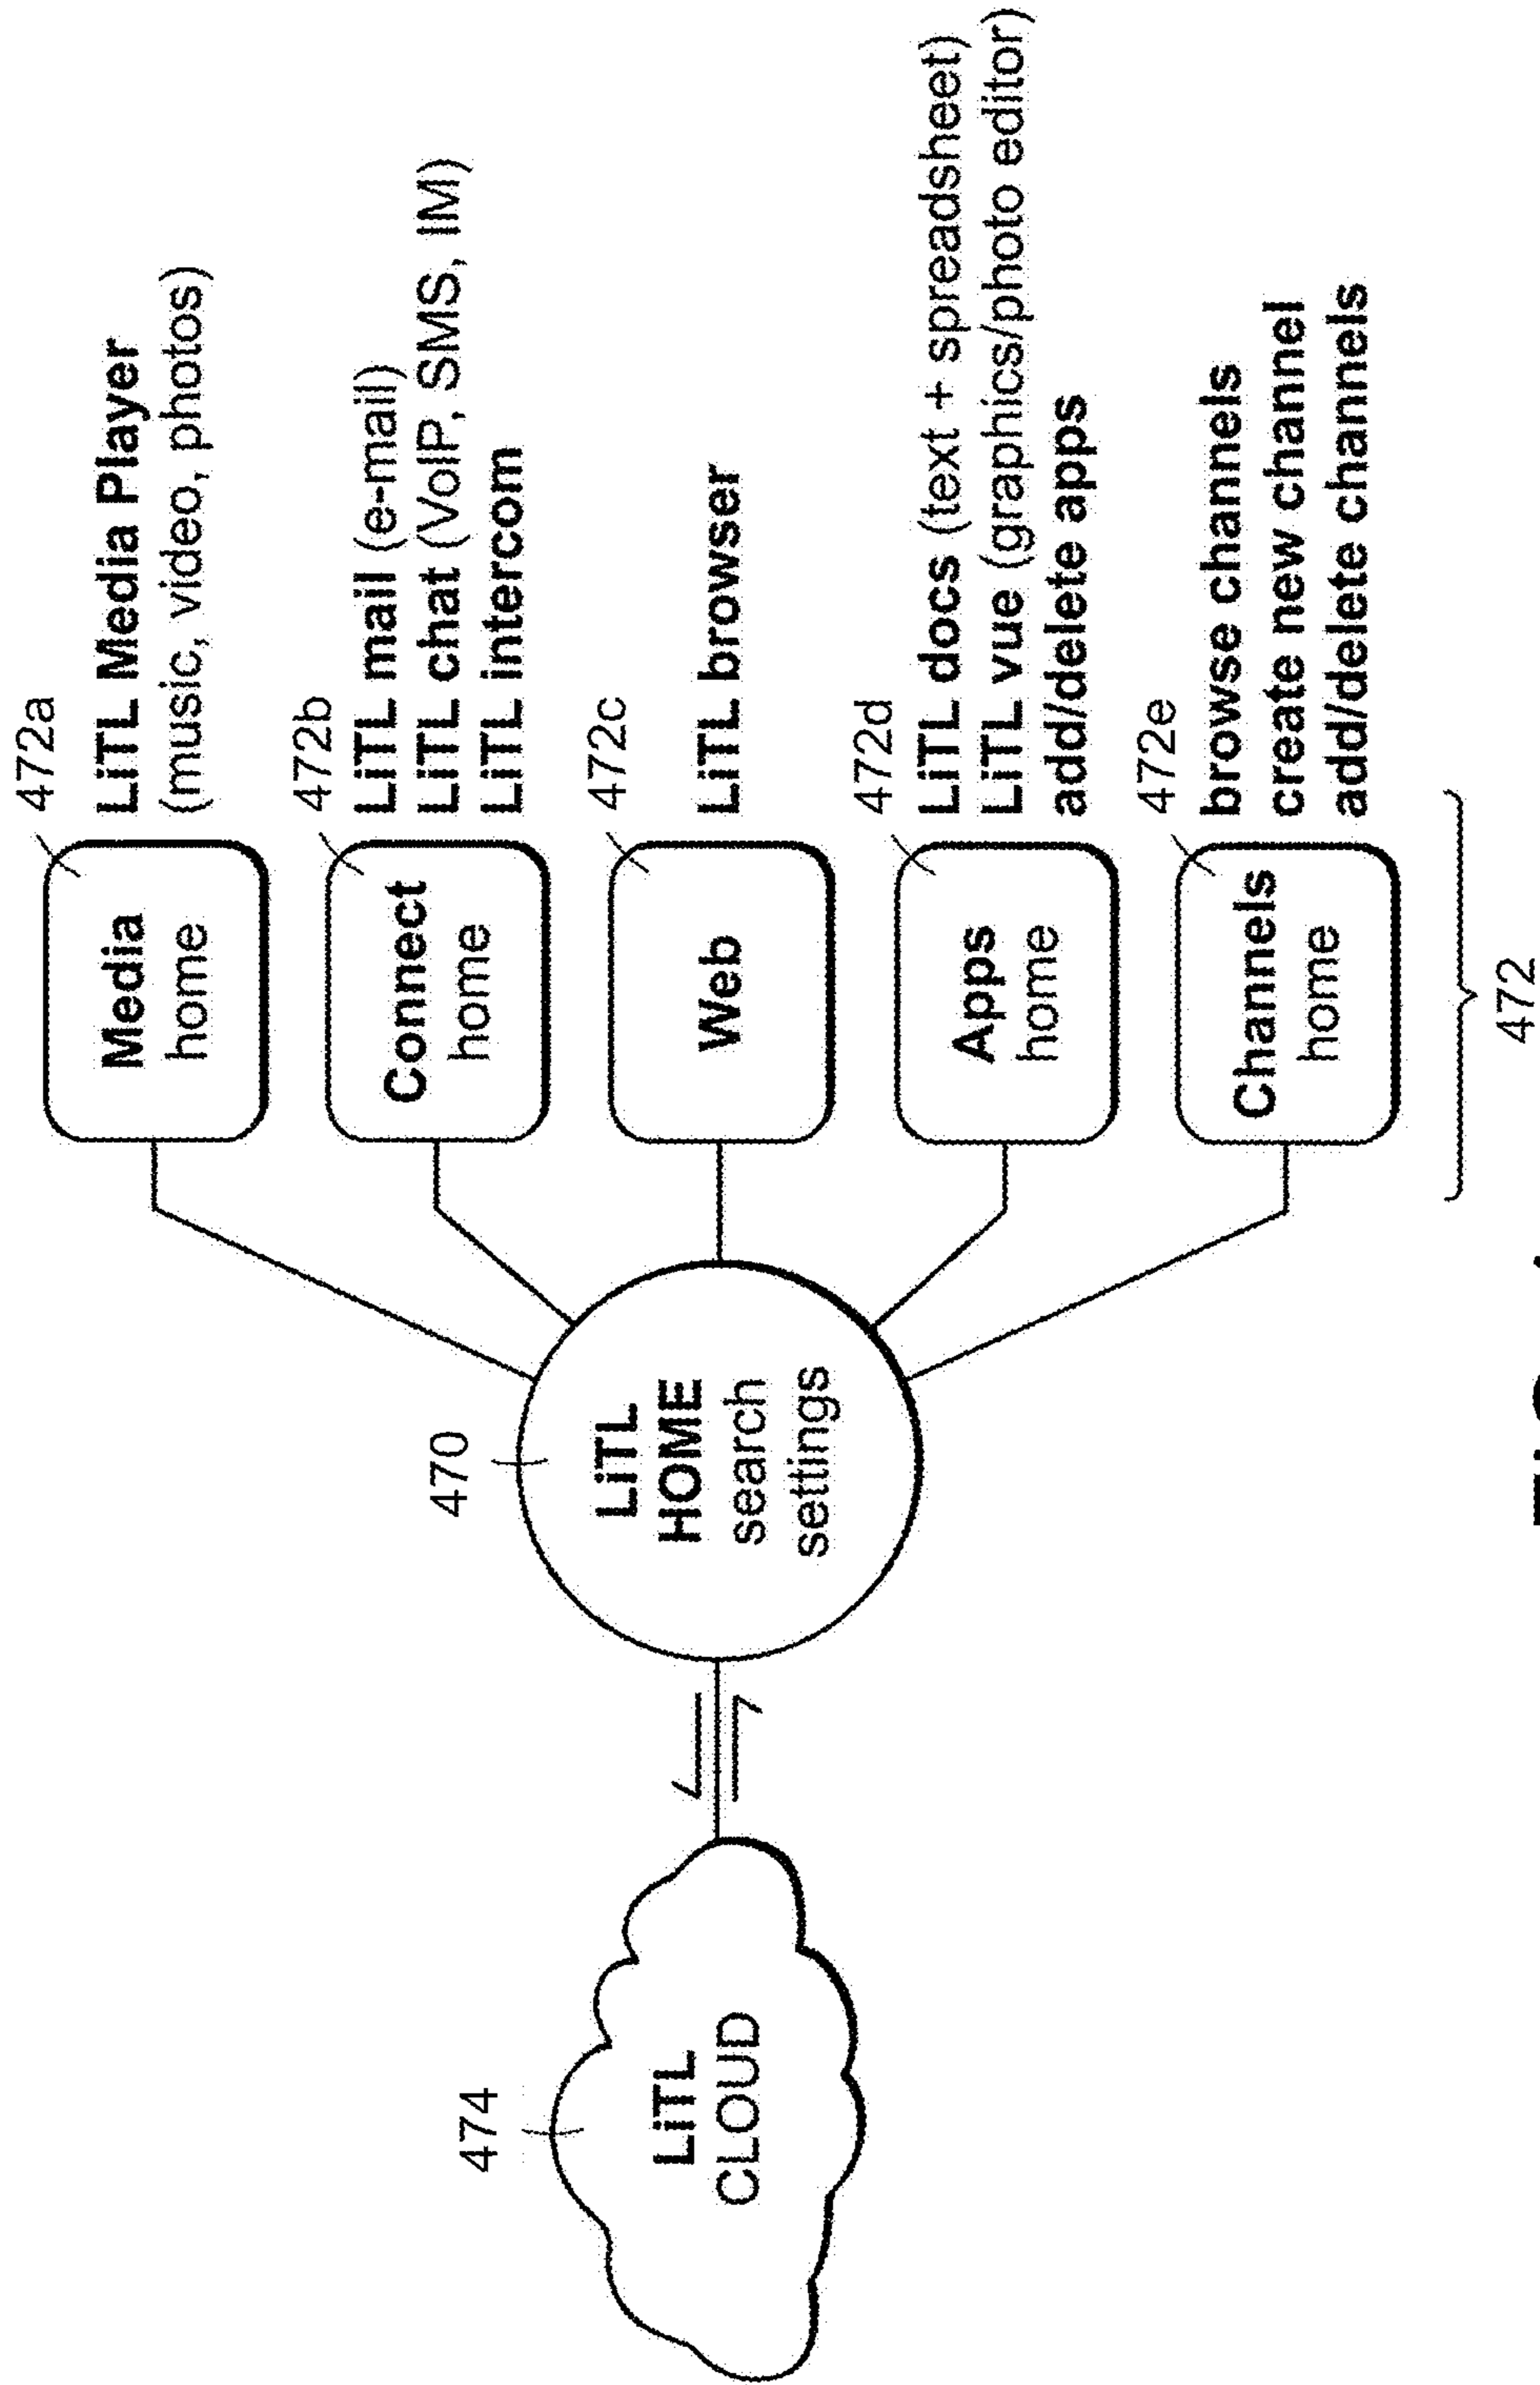 474
LiTL
CLOUD
470
LiTL
HOME
search
settings
472a
Media
home
LiTL Media Player
(music, video, photos)
472b
Connect
home
LiTL mail (e-mail)
LiTL chat (VoIP, SMS, IM)
LiTL intercom
472c
Web
LiTL browser
472d
Apps
home
LiTL docs (text + spreadsheet)
LiTL vue (graphics/photo editor)
add/delete apps
472e
Channels
home
browse channels
create new channel
add/delete channels
472